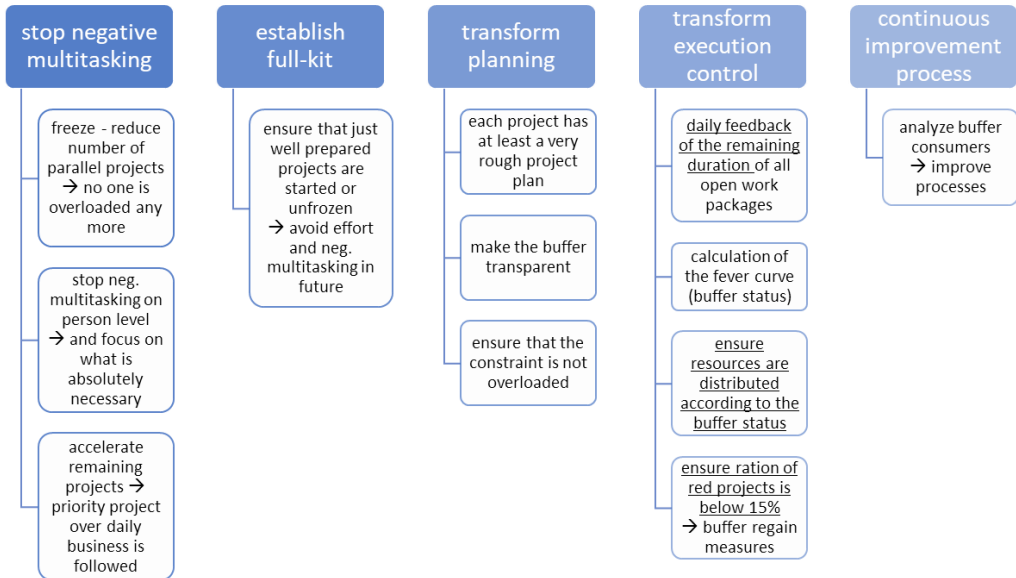 stop negative
multitasking
freeze - reduce
number of
parallel projects
→ no one is
overloaded any
more
stop neg.
multitasking on
person level
→ and focus on
what is
absolutely
necessary
accelerate
remaining
projects →
priority project
over daily
business is
followed
establish
full-kit
ensure that just
well prepared
projects are
started or
unfrozen
→ avoid effort
and neg.
multitasking in
future
transform
planning
each project has
at least a very
rough project
plan
make the buffer
transparent
ensure that the
constraint is not
overloaded
transform
execution
control
daily feedback
of the remaining
duration of all
open work
packages
calculation of
the fever curve
(buffer status)
ensure
resources are
distributed
according to the
buffer status
ensure ration of
red projects is
below 15%
→ buffer regain
measures
continuous
improvement
process
analyze buffer
consumers
→ improve
processes